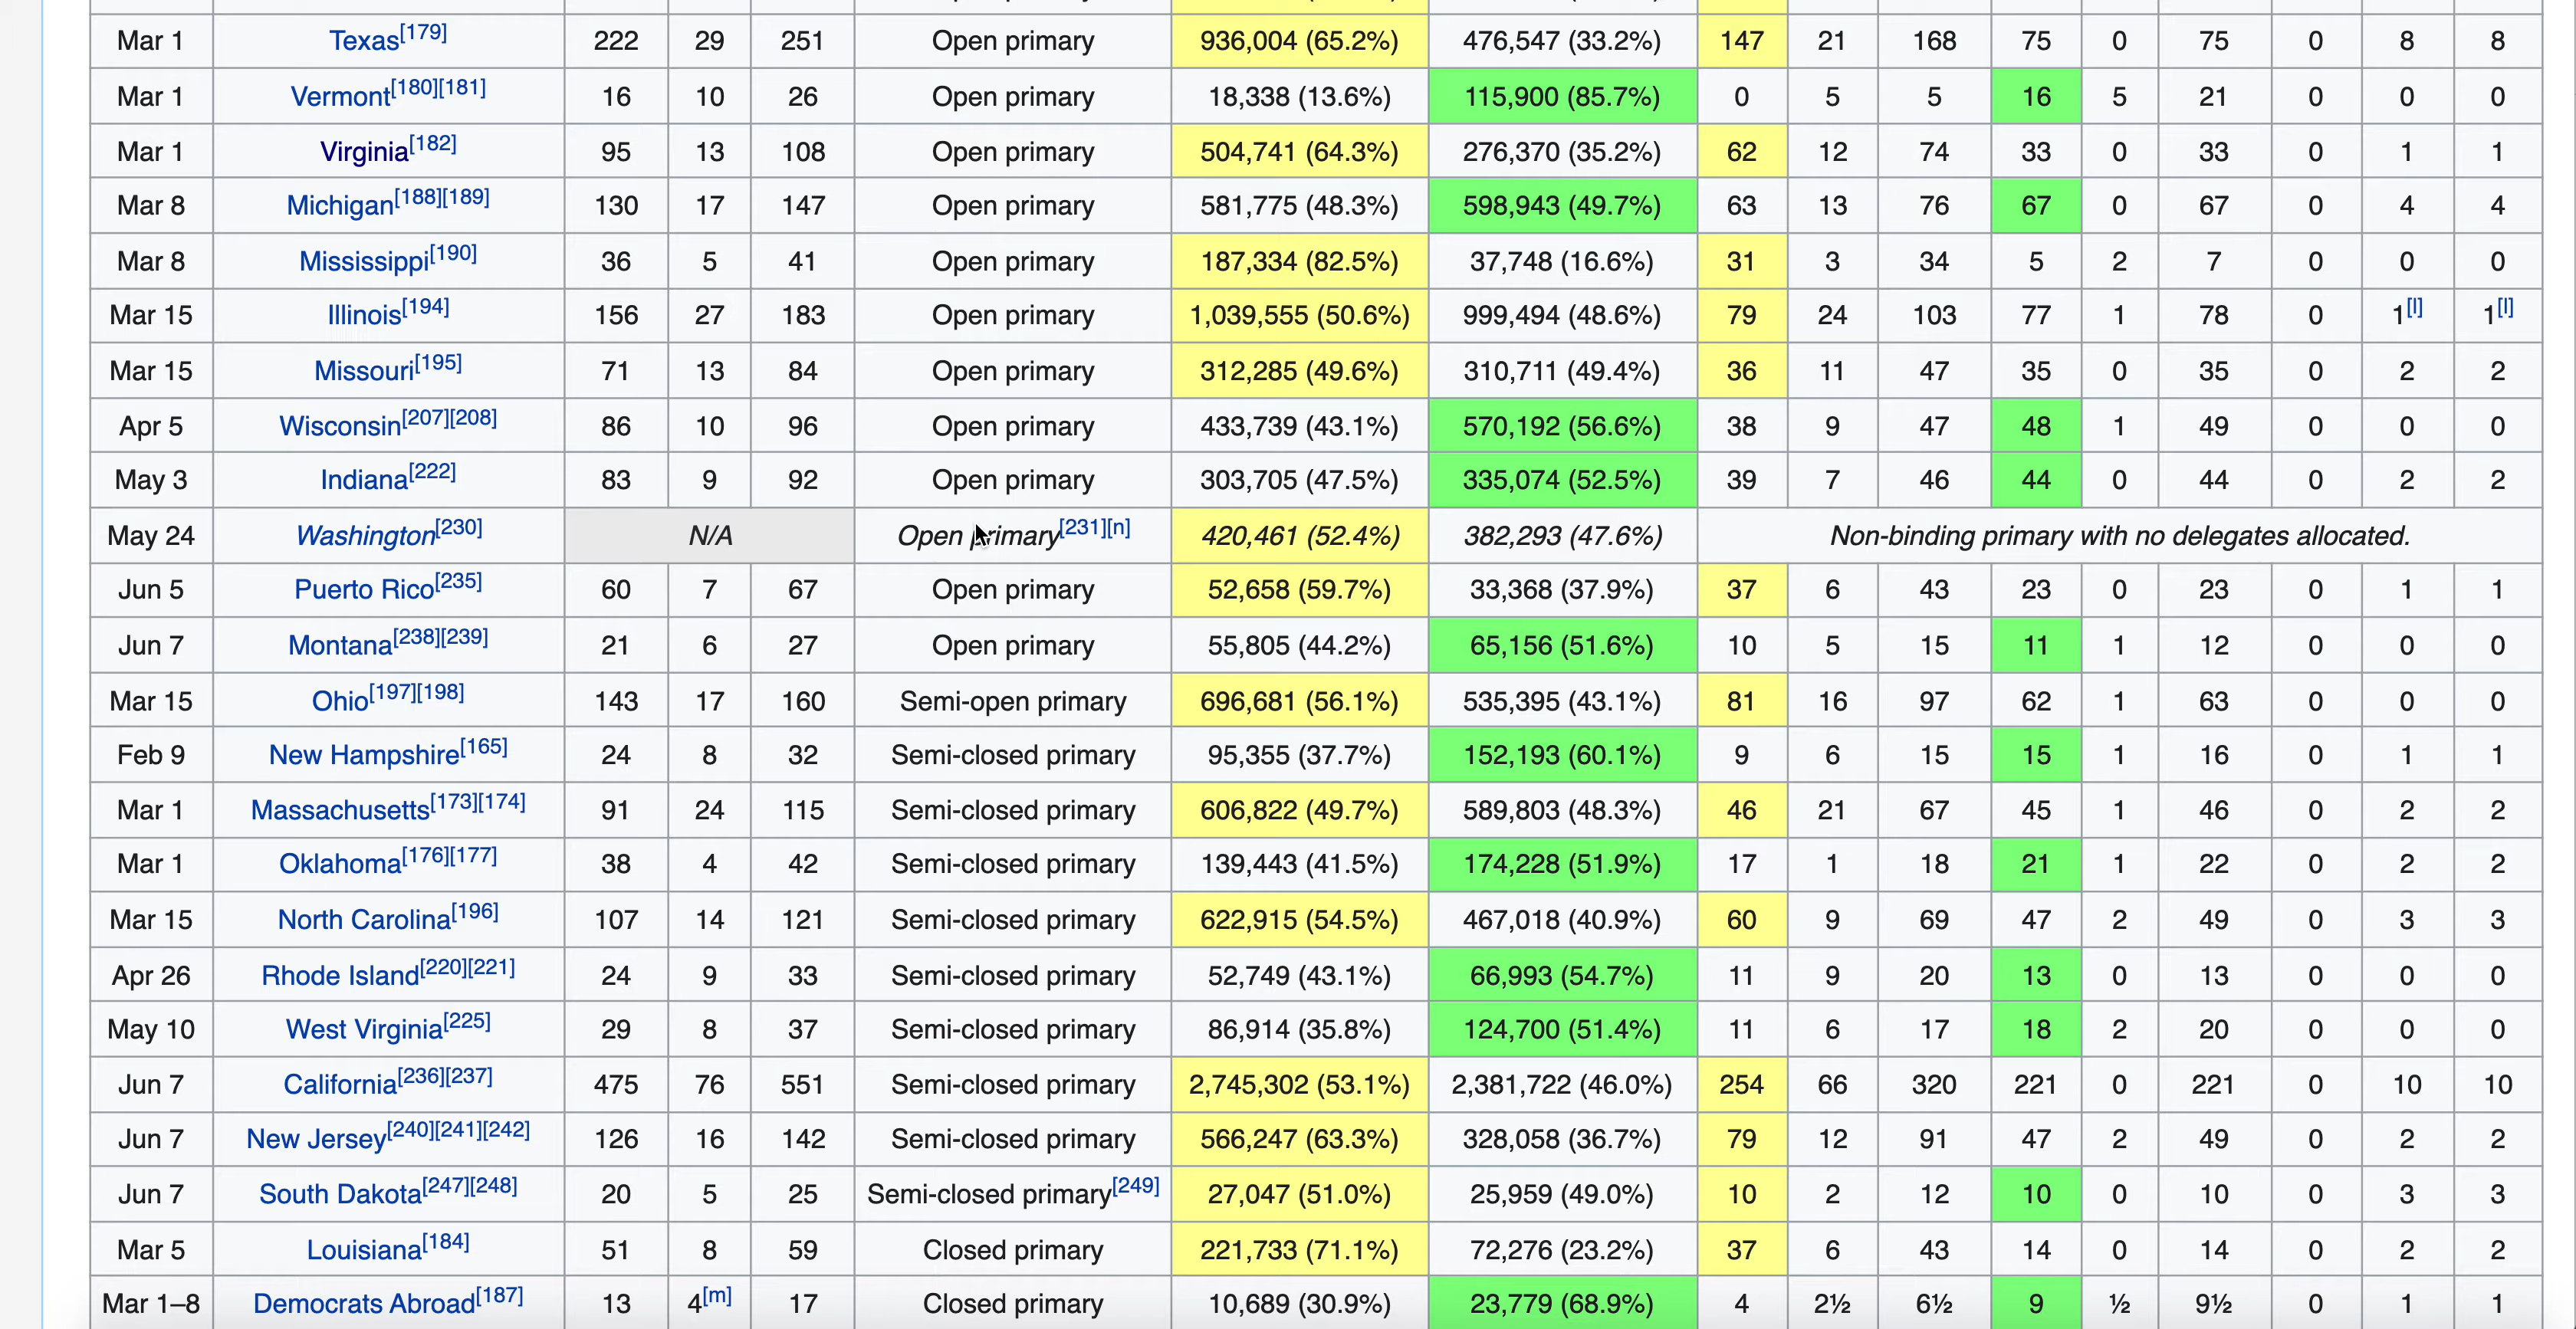 Mar 1 Texas[179] 222 29 251 Open primary 936,004 (65.2%) 476,547 (33.2%) 147 21 168 75 0 75 0 8 8
Mar 1 Vermont[180][181] 16 10 26 Open primary 18,338 (13.6%) 115,900 (85.7%) 0 5 5 16 5 21 0 0 0
Mar 1 Virginia[182] 95 13 108 Open primary 504,741 (64.3%) 276,370 (35.2%) 62 12 74 33 0 33 0 1 1
Mar 8 Michigan[188][189] 130 17 147 Open primary 581,775 (48.3%) 598,943 (49.7%) 63 13 76 67 0 67 0 4 4
Mar 8 Mississippi[190] 36 5 41 Open primary 187,334 (82.5%) 37,748 (16.6%) 31 3 34 5 2 7 0 0 0
Mar 15 Illinois[194] 156 27 183 Open primary 1,039,555 (50.6%) 999,494 (48.6%) 79 24 103 77 1 78 0 1[l] 1[l]
Mar 15 Missouri[195] 71 13 84 Open primary 312,285 (49.6%) 310,711 (49.4%) 36 11 47 35 0 35 0 2 2
Apr 5 Wisconsin[207][208] 86 10 96 Open primary 433,739 (43.1%) 570,192 (56.6%) 38 9 47 48 1 49 0 0 0
May 3 Indiana[222] 83 9 92 Open primary 303,705 (47.5%) 335,074 (52.5%) 39 7 46 44 0 44 0 2 2
May 24 Washington[230] N/A Open primary[231][n] 420,461 (52.4%) 382,293 (47.6%) Non-binding primary with no delegates allocated.
Jun 5 Puerto Rico[235] 60 7 67 Open primary 52,658 (59.7%) 33,368 (37.9%) 37 6 43 23 0 23 0 1 1
Jun 7 Montana[238][239] 21 6 27 Open primary 55,805 (44.2%) 65,156 (51.6%) 10 5 15 11 1 12 0 0 0
Mar 15 Ohio[197][198] 143 17 160 Semi-open primary 696,681 (56.1%) 535,395 (43.1%) 81 16 97 62 1 63 0 0 0
Feb 9 New Hampshire[165] 24 8 32 Semi-closed primary 95,355 (37.7%) 152,193 (60.1%) 9 6 15 15 1 16 0 1 1
Mar 1 Massachusetts[173][174] 91 24 115 Semi-closed primary 606,822 (49.7%) 589,803 (48.3%) 46 21 67 45 1 46 0 2 2
Mar 1 Oklahoma[176][177] 38 4 42 Semi-closed primary 139,443 (41.5%) 174,228 (51.9%) 17 1 18 21 1 22 0 2 2
Mar 15 North Carolina[196] 107 14 121 Semi-closed primary 622,915 (54.5%) 467,018 (40.9%) 60 9 69 47 2 49 0 3 3
Apr 26 Rhode Island[220][221] 24 9 33 Semi-closed primary 52,749 (43.1%) 66,993 (54.7%) 11 9 20 13 0 13 0 0 0
May 10 West Virginia[225] 29 8 37 Semi-closed primary 86,914 (35.8%) 124,700 (51.4%) 11 6 17 18 2 20 0 0 0
Jun 7 California[236][237] 475 76 551 Semi-closed primary 2,745,302 (53.1%) 2,381,722 (46.0%) 254 66 320 221 0 221 0 10 10
Jun 7 New Jersey[240][241][242] 126 16 142 Semi-closed primary 566,247 (63.3%) 328,058 (36.7%) 79 12 91 47 2 49 0 2 2
Jun 7 South Dakota[247][248] 20 5 25 Semi-closed primary[249] 27,047 (51.0%) 25,959 (49.0%) 10 2 12 10 0 10 0 3 3
Mar 5 Louisiana[184] 51 8 59 Closed primary 221,733 (71.1%) 72,276 (23.2%) 37 6 43 14 0 14 0 2 2
Mar 1–8 Democrats Abroad[187] 13 4[m] 17 Closed primary 10,689 (30.9%) 23,779 (68.9%) 4 2½ 6½ 9 ½ 9½ 0 1 1